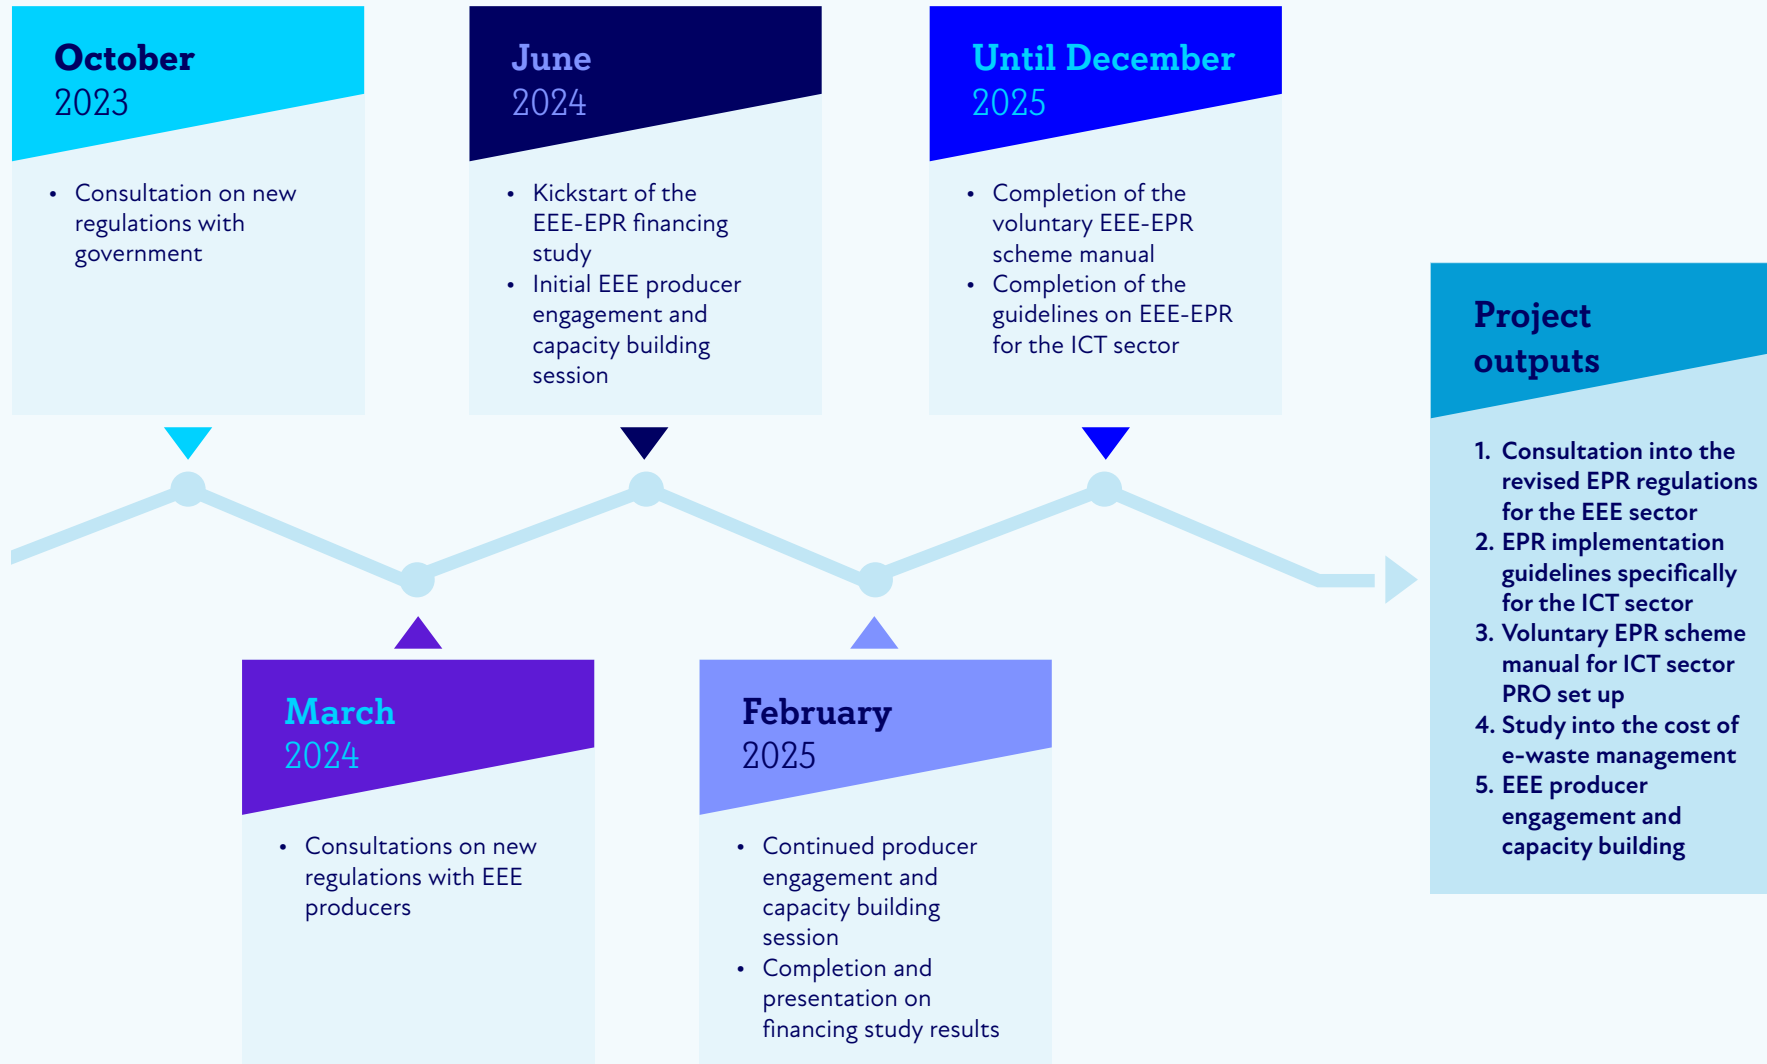 October
2023
• Consultation on new
regulations with
government
March
2024
• Consultations on new
regulations with EEE
producers
June
2024
• Kickstart of the
EEE-EPR financing
study
• Initial EEE producer
engagement and
capacity building
session
February
2025
• Continued producer
engagement and
capacity building
session
• Completion and
presentation on
financing study results
Until December
2025
• Completion of the
voluntary EEE-EPR
scheme manual
• Completion of the
guidelines on EEE-EPR
for the ICT sector
Project
outputs
1. Consultation into the
revised EPR regulations
for the EEE sector
2. EPR implementation
guidelines specifically
for the ICT sector
3. Voluntary EPR scheme
manual for ICT sector
PRO set up
4. Study into the cost of
e-waste management
5. EEE producer
engagement and
capacity building